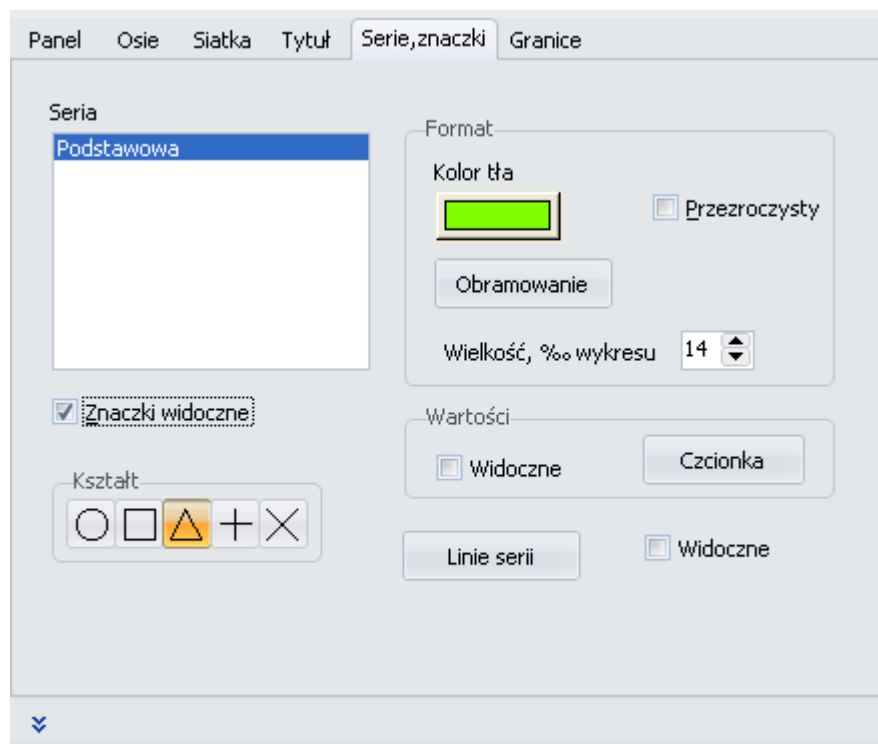 Panel Osie Siatka Tytuł Serie,znaczki Granice
Seria
Podstawowa
Znaczki widoczne
Kształt
Format
Kolor tła
Przezroczysty
Obramowanie
Wielkość, ‰ wykresu 14
Wartości
Widoczne Czcionka
Linie serii Widoczne